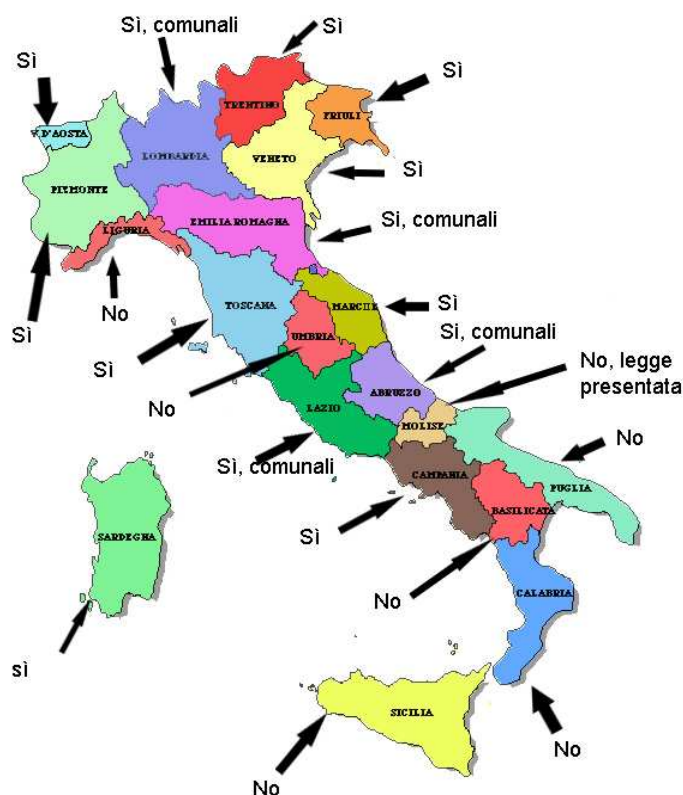 Sì, comunali
Sì
Sì
Sì
TRENTINO
FRIULI
V. D'AOSTA
LOMBARDIA
VENETO
Sì
PIEMONTE
EMILIA ROMAGNA
Si, comunali
LIGURIA
No
Sì
TOSCANA
MARCHE
Sì
UMBRIA
Si, comunali
Sì
No
ABRUZZO
No, legge
presentata
LAZIO
MOLISE
No
Sì, comunali
CAMPANIA
PUGLIA
BASILICATA
Sì
SARDEGNA
No
CALABRIA
sì
SICILIA
No
No